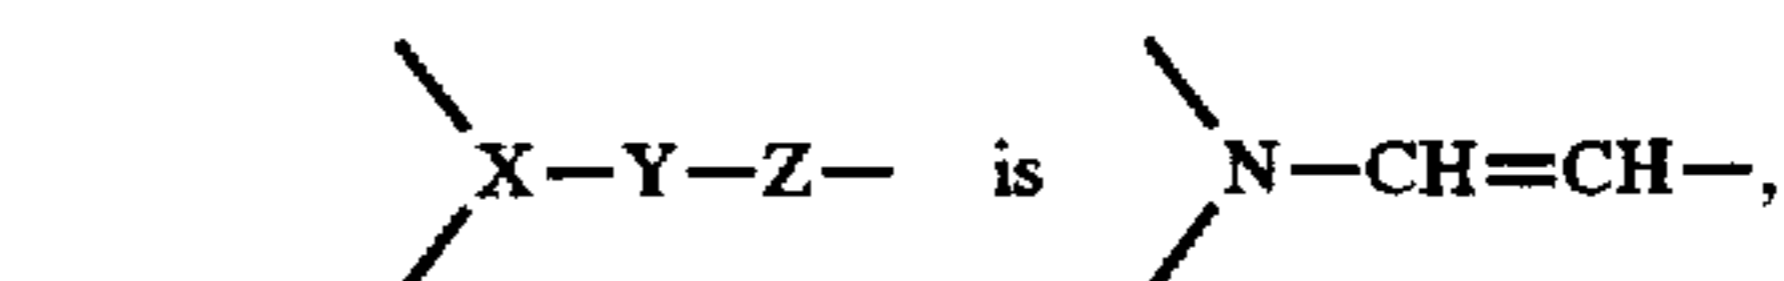 X—Y—Z— is N—CH=CH—,